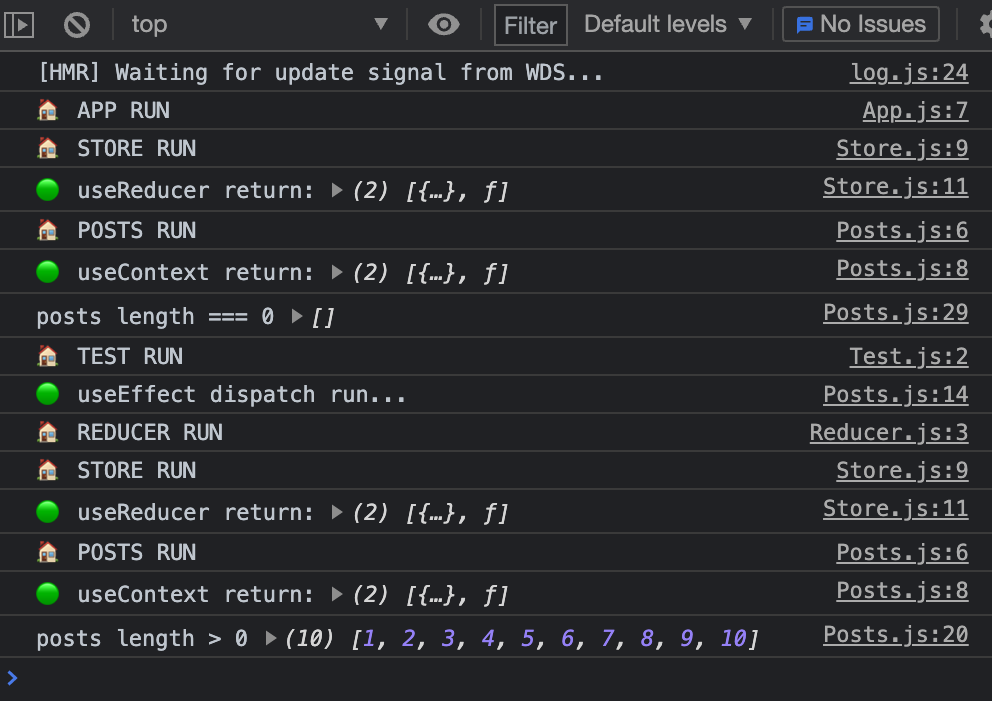 top Filter Default levels No Issues
[HMR] Waiting for update signal from WDS... log.js:24
🏠 APP RUN App.js:7
🏠 STORE RUN Store.js:9
🟢 useReducer return: (2) [{…}, f] Store.js:11
🏠 POSTS RUN Posts.js:6
🟢 useContext return: (2) [{…}, f] Posts.js:8
posts length === 0 [] Posts.js:29
🏠 TEST RUN Test.js:2
🟢 useEffect dispatch run... Posts.js:14
🏠 REDUCER RUN Reducer.js:3
🏠 STORE RUN Store.js:9
🟢 useReducer return: (2) [{…}, f] Store.js:11
🏠 POSTS RUN Posts.js:6
🟢 useContext return: (2) [{…}, f] Posts.js:8
posts length > 0 (10) [1, 2, 3, 4, 5, 6, 7, 8, 9, 10] Posts.js:20